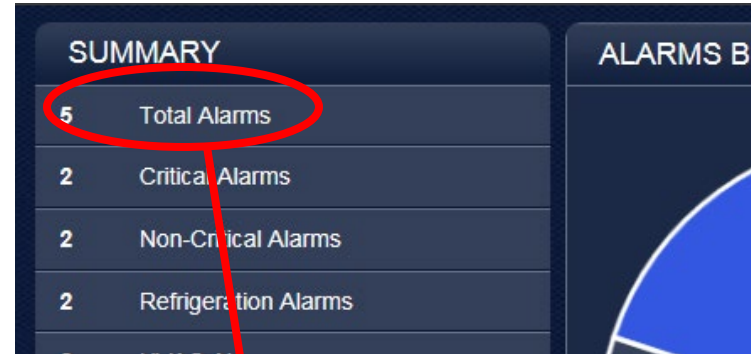 SUMMARY
5 Total Alarms
2 Critical Alarms
2 Non-Critical Alarms
2 Refrigeration Alarms
ALARMS B